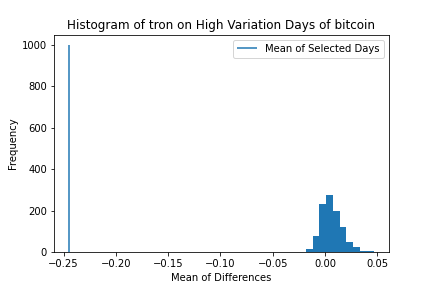 Histogram of tron on High Variation Days of bitcoin
Mean of Selected Days
Frequency
1000
800
600
400
200
0
−0.25 −0.20 −0.15 −0.10 −0.05 0.00 0.05
Mean of Differences